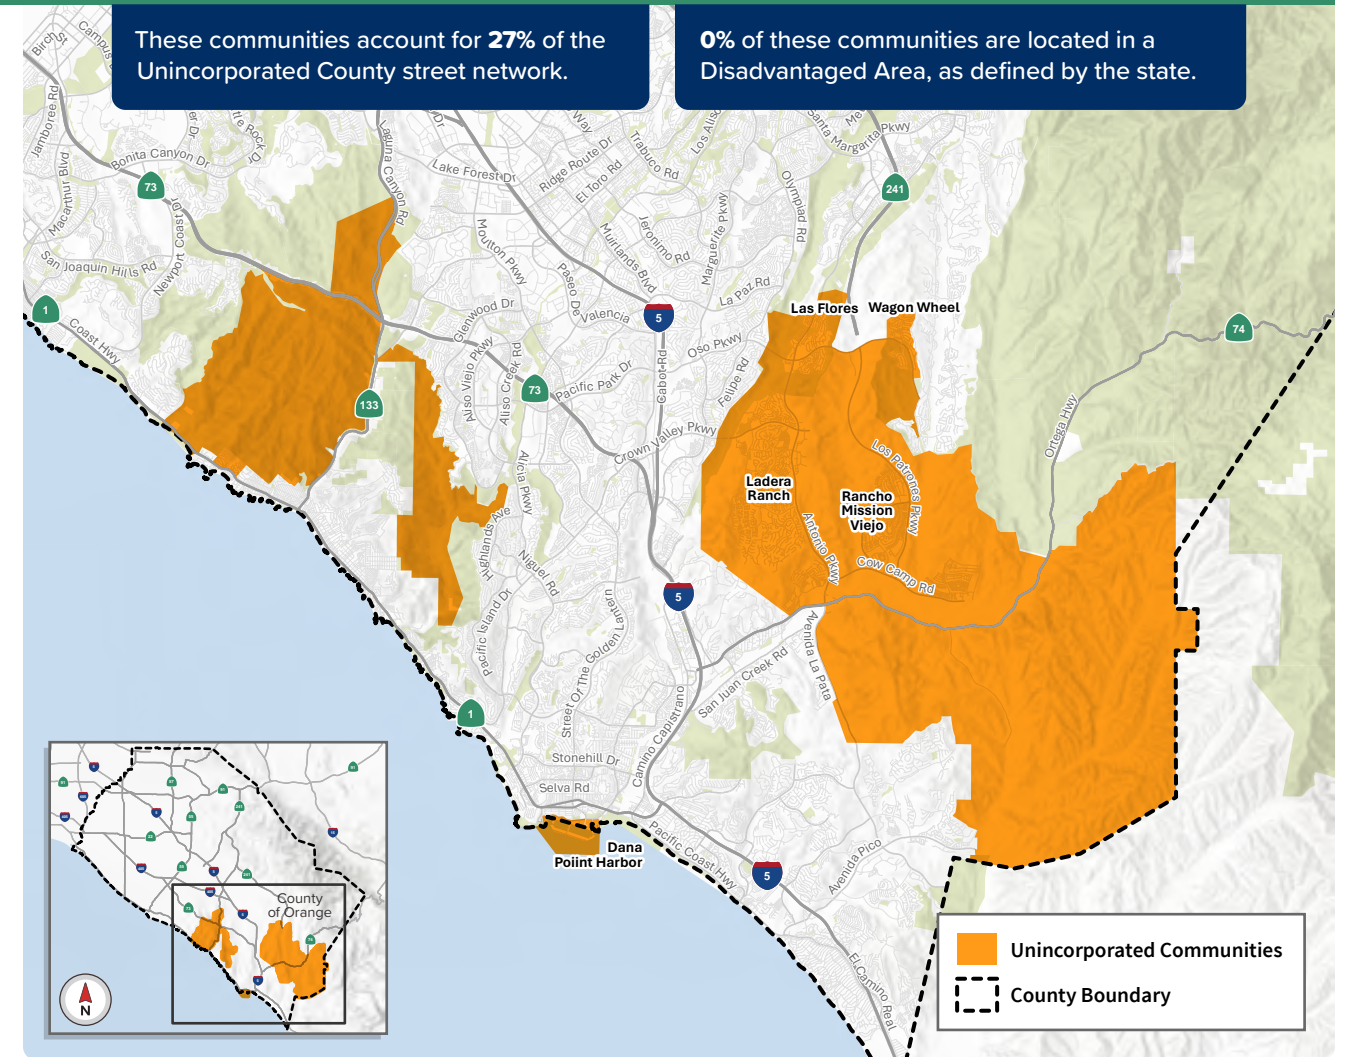 These communities account for 27% of the
Unincorporated County street network.
0% of these communities are located in a
Disadvantaged Area, as defined by the state.
Birch St
Campus
Jamboree Rd
Macarthur Blvd
Bonita Canyon Dr
73
Newport Coast Dr
San Joaquin Hills Rd
1
Coast Hwy
Laguna Canyon Rd
Lake Forest Dr
Ridge Route Dr
El Toro Rd
Trabuco Rd
Los Alis
Way
Santa Margarita Pkwy
241
Olympiad Rd
Marguerite Pkwy
Jeronimo Rd
Muirlands Blvd
Moulton Pkwy
Paseo De
Valencia
La Paz Rd
Glenwood Dr
5
Oso Pkwy
Cabot Rd
Felipe Rd
Aliso Viejo Pkwy
Aliso Creek Rd
73
Pacific Park Dr
133
Crown Valley Pkwy
Las Flores
Wagon Wheel
74
Ortega Hwy
Los Patrones Pkwy
Ladera
Ranch
Rancho
Mission
Viejo
Antonio Pkwy
Cow Camp Rd
Alicia Pkwy
Highlands Ave
Niguel Rd
5
Pacific Island Dr
Street Of The Golden Lantern
Avenida La Pata
San Juan Creek Rd
Camino Capistrano
1
Stonehill Dr
Selva Rd
Dana
Poiint Harbor
Pacific Coast Hwy
5
Avenida Pico
El Camino Real
County
of Orange
N
Unincorporated Communities
County Boundary